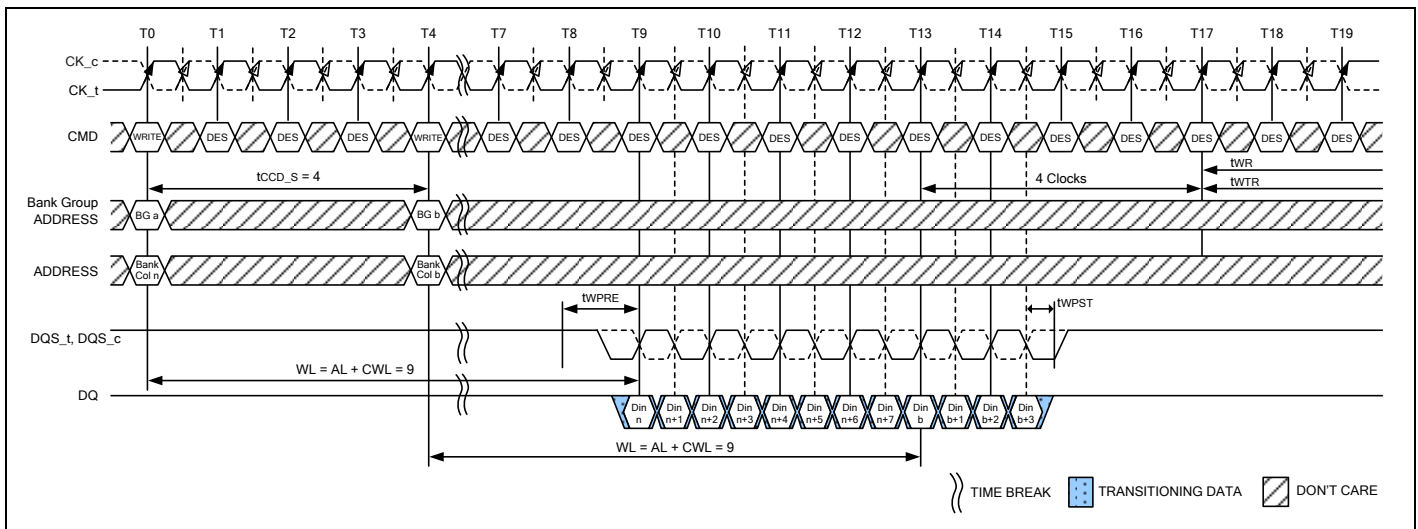 T0 T1 T2 T3 T4 T7 T8 T9 T10 T11 T12 T13 T14 T15 T16 T17 T18 T19
CK_c
CK_t
CMD WRITE DES DES DES WRITE DES DES DES DES DES DES DES DES DES DES DES DES DES
tWR
tCCD_S = 4 4 Clocks tWTR
Bank Group
ADDRESS BG a BG b
ADDRESS Bank Col n Bank Col b
tWPRE tWPST
DQS_t, DQS_c
WL = AL + CWL = 9
DQ Din n Din n+1 Din n+2 Din n+3 Din n+4 Din n+5 Din n+6 Din n+7 Din b Din b+1 Din b+2 Din b+3
WL = AL + CWL = 9
TIME BREAK TRANSITIONING DATA DON'T CARE